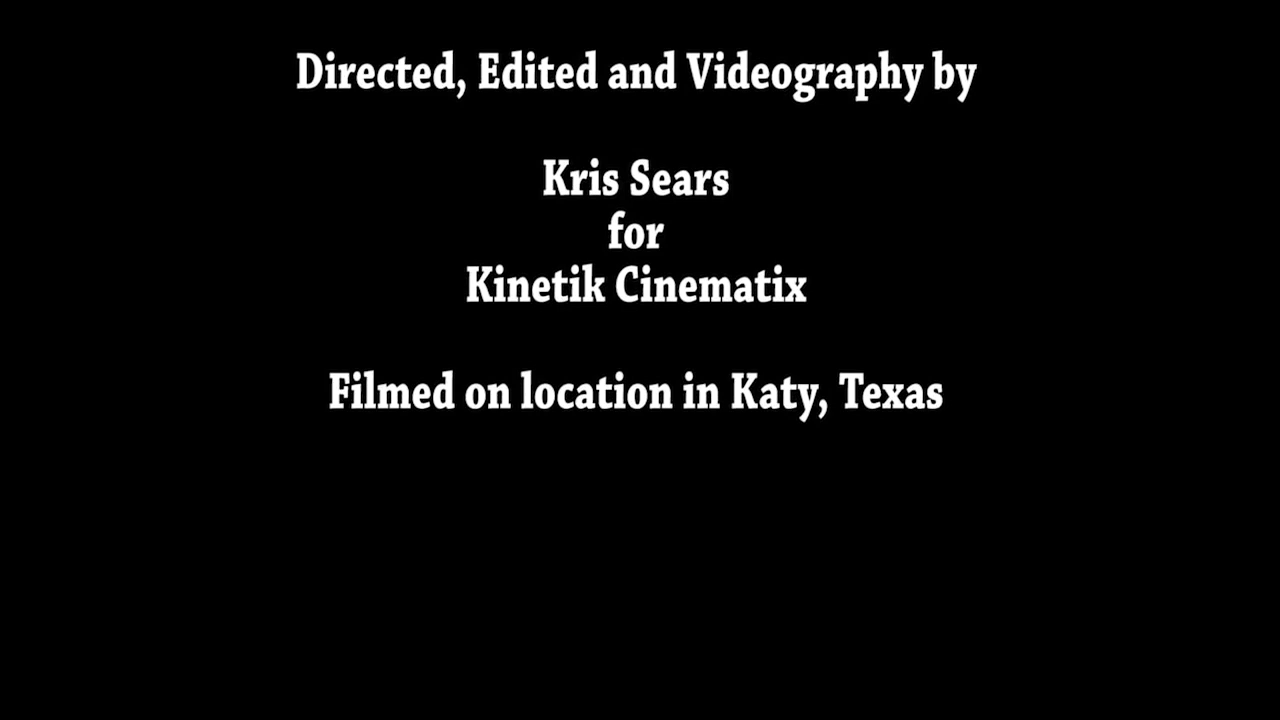 Directed, Edited and Videography by
Kris Sears
for
Kinetik Cinematix
Filmed on location in Katy, Texas